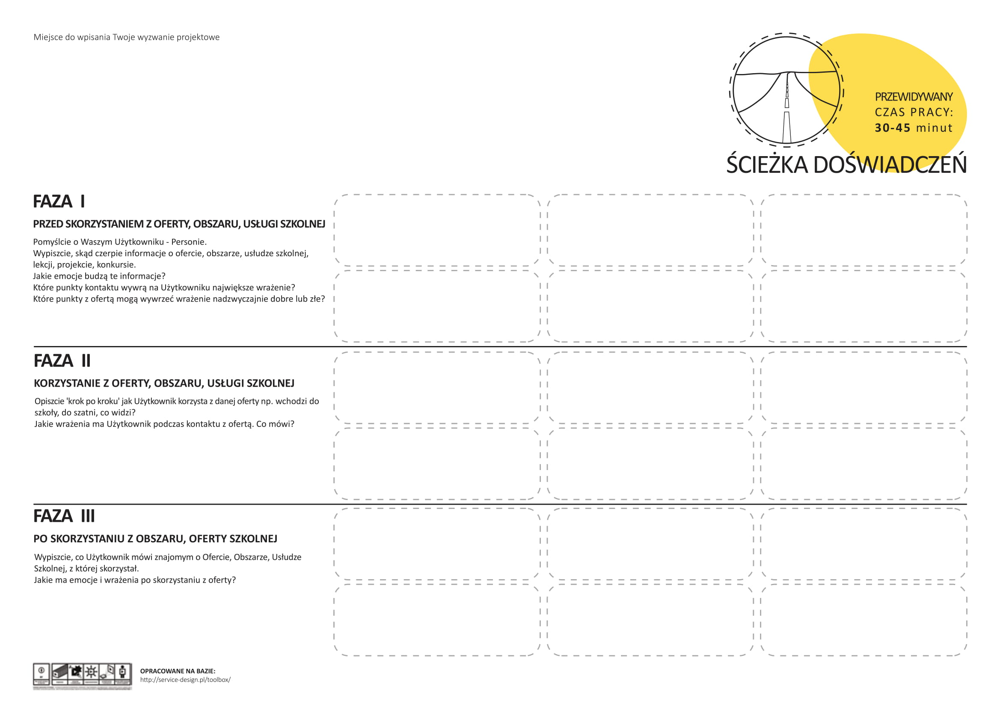 Miejsce do wpisania Twoje wyzwanie projektowe
PRZEWIDYWANY
CZAS PRACY:
30-45 minut
ŚCIEŻKA DOŚWIADCZEŃ
FAZA I
PRZED SKORZYSTANIEM Z OFERTY, OBSZARU, USŁUGI SZKOLNEJ
Pomyślcie o Waszym Użytkowniku - Personie.
Wypiszcie, skąd czerpie informacje o ofercie, obszarze, usłudze szkolnej,
lekcji, projekcie, konkursie.
Jakie emocje budzą te informacje?
Które punkty kontaktu wywrą na Użytkowniku największe wrażenie?
Które punkty z ofertą mogą wywrzeć wrażenie nadzwyczajnie dobre lub złe?
FAZA II
KORZYSTANIE Z OFERTY, OBSZARU, USŁUGI SZKOLNEJ
Opiszcie 'krok po kroku' jak Użytkownik korzysta z danej oferty np. wchodzi do
szkoły, do szatni, co widzi?
Jakie wrażenia ma Użytkownik podczas kontaktu z ofertą. Co mówi?
FAZA III
PO SKORZYSTANIU Z OBSZARU, OFERTY SZKOLNEJ
Wypiszcie, co Użytkownik mówi znajomym o Ofercie, Obszarze, Usłudze
Szkolnej, z której skorzystał.
Jakie ma emocje i wrażenia po skorzystaniu z oferty?
OPRACOWANE NA BAZIE:
http://service-design.pl/toolbox/